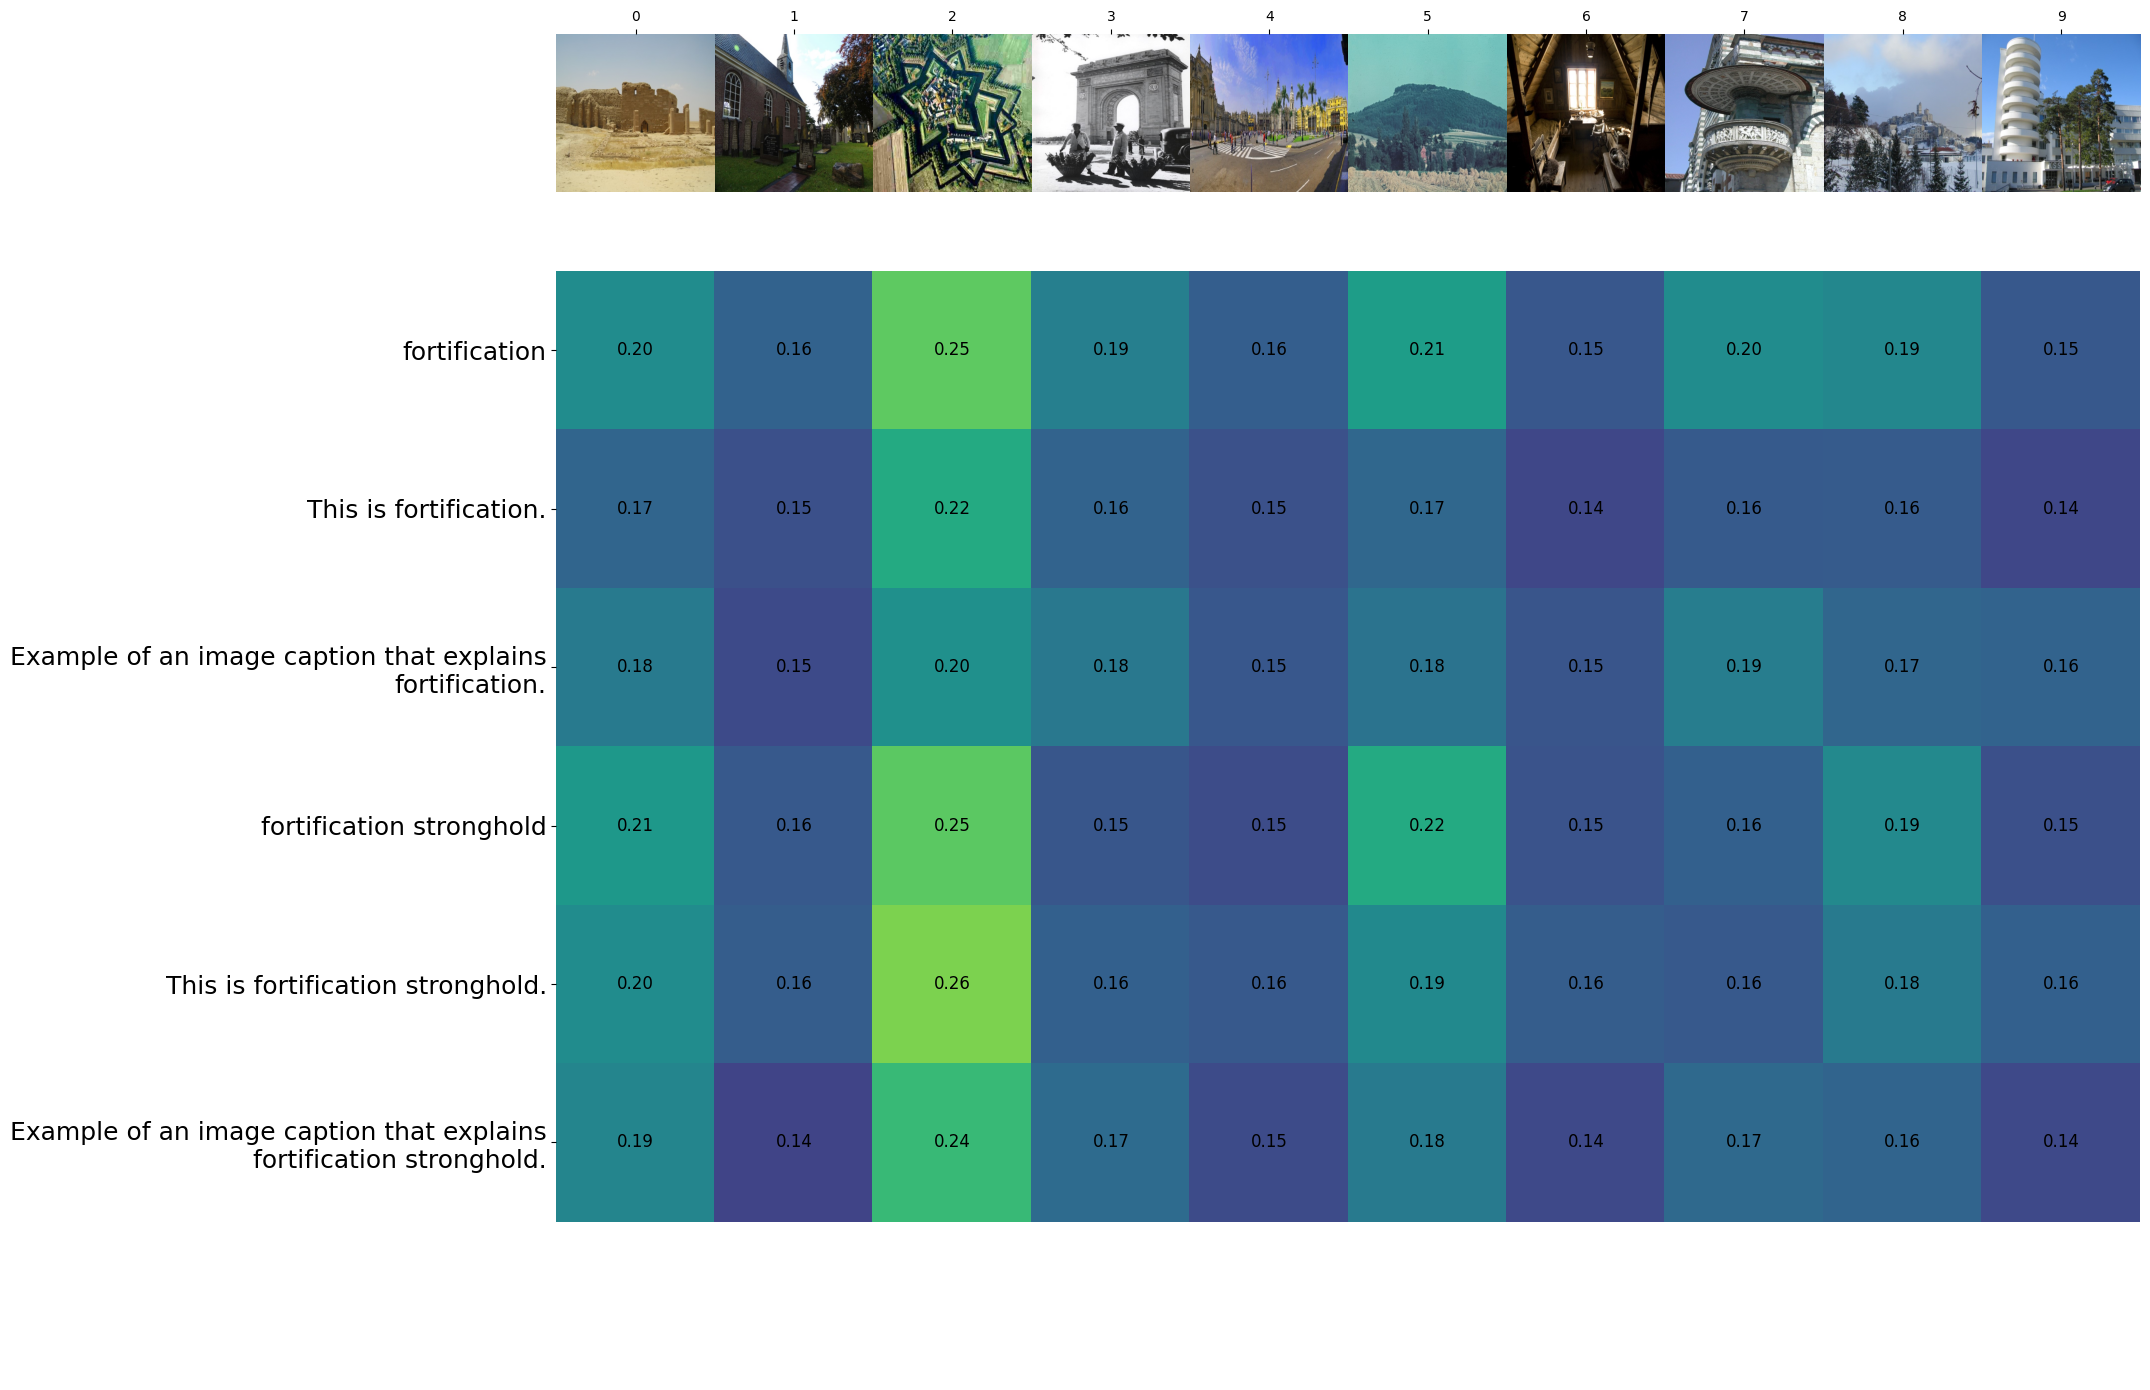 0 1 2 3 4 5 6 7 8 9
fortification 0.20 0.16 0.25 0.19 0.16 0.21 0.15 0.20 0.19 0.15
This is fortification. 0.17 0.15 0.22 0.16 0.15 0.17 0.14 0.16 0.16 0.14
Example of an image caption that explains
fortification. 0.18 0.15 0.20 0.18 0.15 0.18 0.15 0.19 0.17 0.16
fortification stronghold 0.21 0.16 0.25 0.15 0.15 0.22 0.15 0.16 0.19 0.15
This is fortification stronghold. 0.20 0.16 0.26 0.16 0.16 0.19 0.16 0.16 0.18 0.16
Example of an image caption that explains
fortification stronghold. 0.19 0.14 0.24 0.17 0.15 0.18 0.14 0.17 0.16 0.14